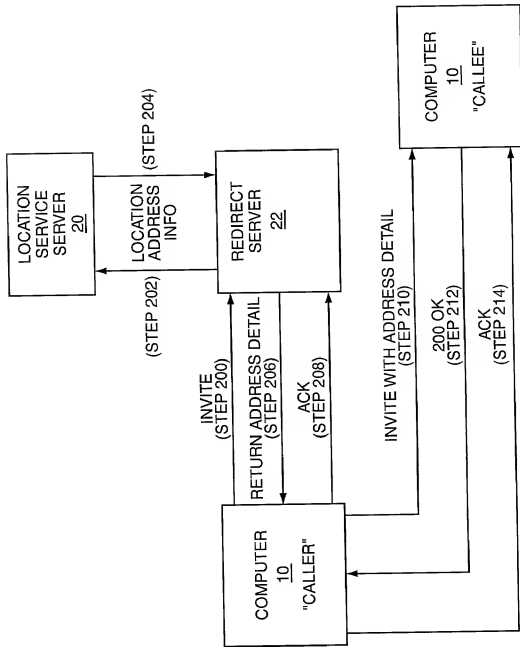 LOCATION
SERVICE
SERVER
20
(STEP 202)
LOCATION
ADDRESS
INFO
(STEP 204)
REDIRECT
SERVER
22
INVITE
(STEP 200)
RETURN ADDRESS DETAIL
(STEP 206)
ACK
(STEP 208)
COMPUTER
10
"CALLER"
INVITE WITH ADDRESS DETAIL
(STEP 210)
200 OK
(STEP 212)
ACK
(STEP 214)
COMPUTER
10
"CALLEE"